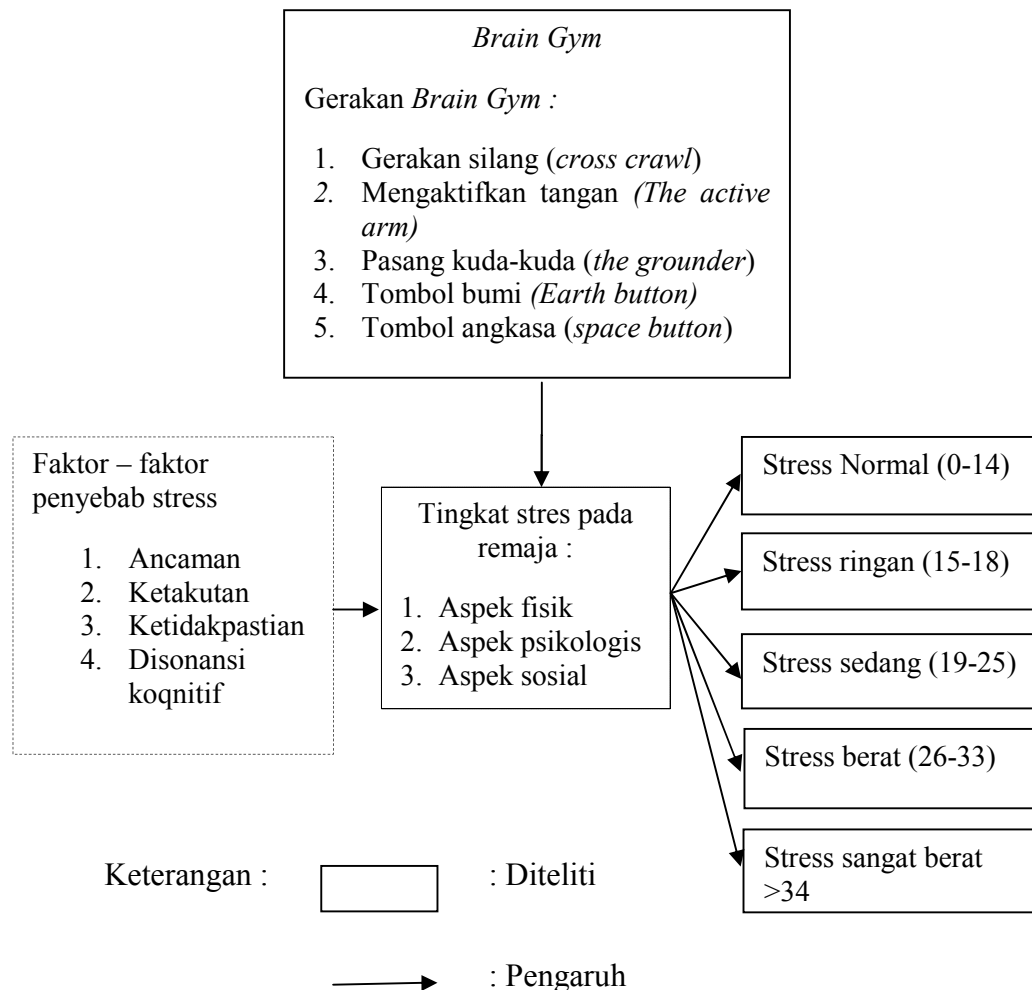 Brain Gym
Gerakan Brain Gym :
1. Gerakan silang (cross crawl)
2. Mengaktifkan tangan (The active
arm)
3. Pasang kuda-kuda (the grounder)
4. Tombol bumi (Earth button)
5. Tombol angkasa (space button)
Faktor – faktor
penyebab stress
1. Ancaman
2. Ketakutan
3. Ketidakpastian
4. Disonansi
koqnitif
Tingkat stres pada
remaja :
1. Aspek fisik
2. Aspek psikologis
3. Aspek sosial
Stress Normal (0-14)
Stress ringan (15-18)
Stress sedang (19-25)
Stress berat (26-33)
Stress sangat berat
>34
Keterangan : : Diteliti
: Pengaruh